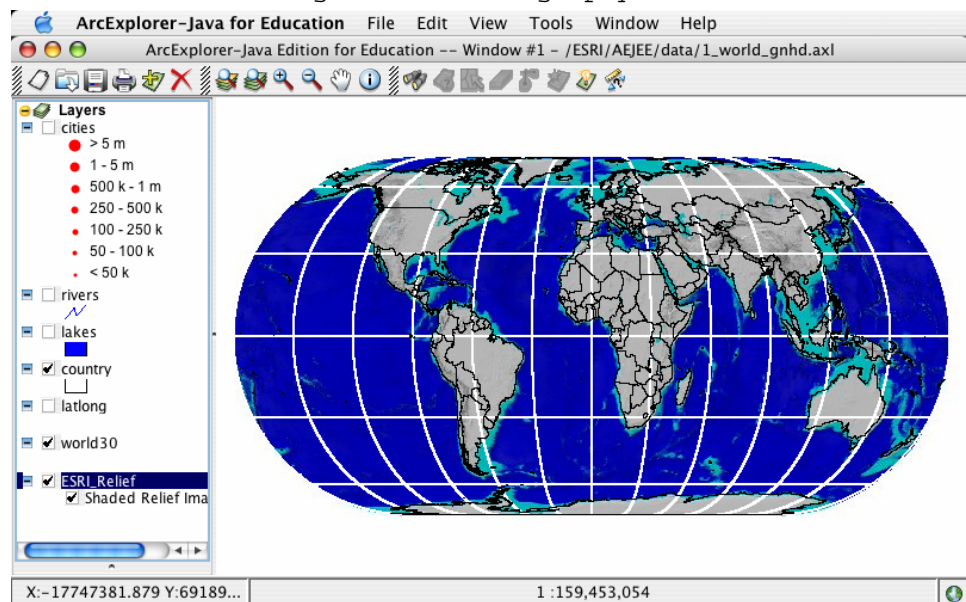 ArcExplorer-Java for Education File Edit View Tools Window Help
ArcExplorer-Java Edition for Education -- Window #1 - /ESRI/AEJEE/data/1_world_gnhd.axl
Layers
cities
> 5 m
1 - 5 m
500 k - 1 m
250 - 500 k
100 - 250 k
50 - 100 k
< 50 k
rivers
lakes
country
latlong
world30
ESRI_Relief
Shaded Relief Ima
X:-17747381.879 Y:69189... 1 :159,453,054